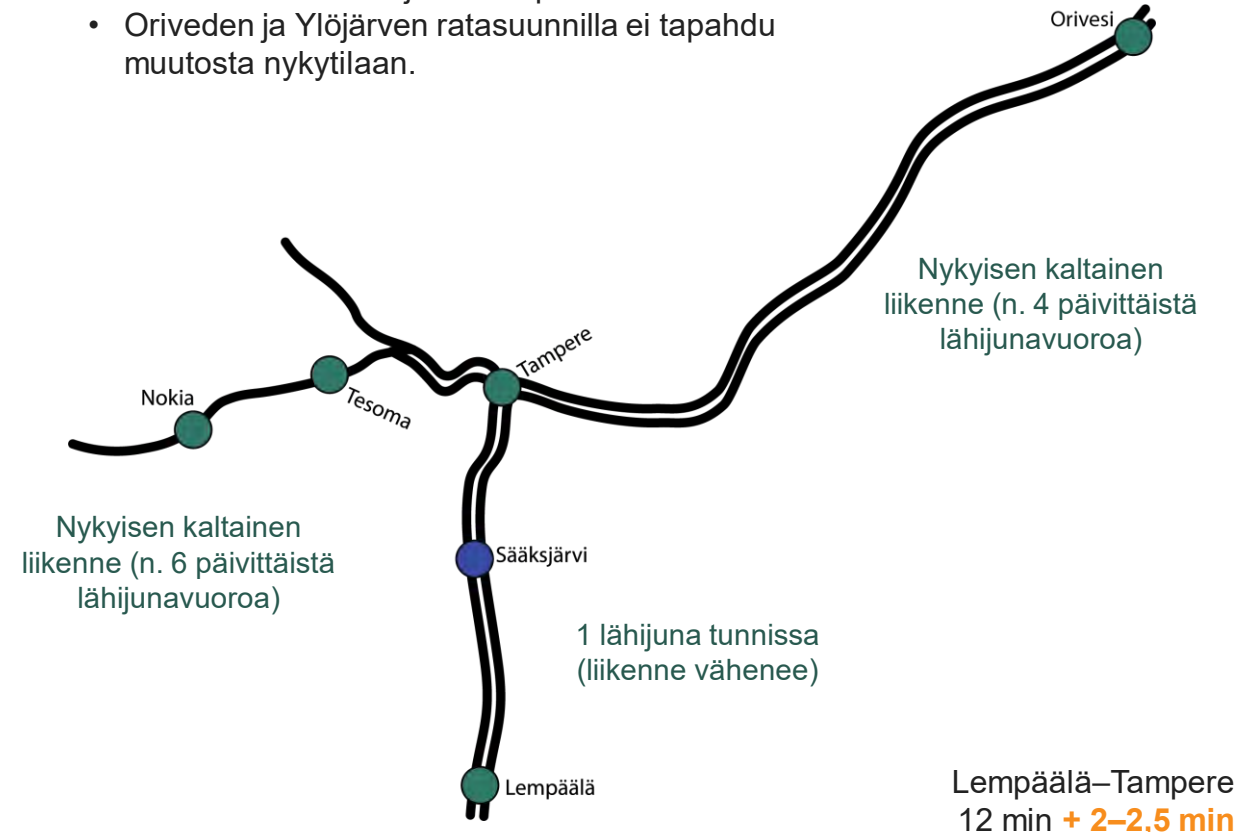 • Oriveden ja Ylöjärven ratasuunnilla ei tapahdu
muutosta nykytilaan.
Orivesi
Nykyisen kaltainen
liikenne (n. 4 päivittäistä
lähijunavuoroa)
Tampere
Tesoma
Nokia
Nykyisen kaltainen
liikenne (n. 6 päivittäistä
lähijunavuoroa)
Sääksjärvi
1 lähijuna tunnissa
(liikenne vähenee)
Lempäälä
Lempäälä–Tampere
12 min + 2–2,5 min